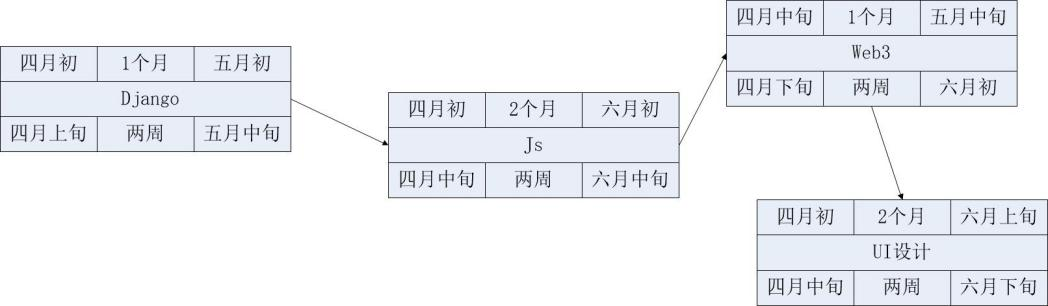 四月初 1个月 五月初
Django
四月上旬 两周 五月中旬
四月初 2个月 六月初
Js
四月中旬 两周 六月中旬
四月中旬 1个月 五月中旬
Web3
四月下旬 两周 六月初
四月初 2个月 六月上旬
UI设计
四月中旬 两周 六月下旬